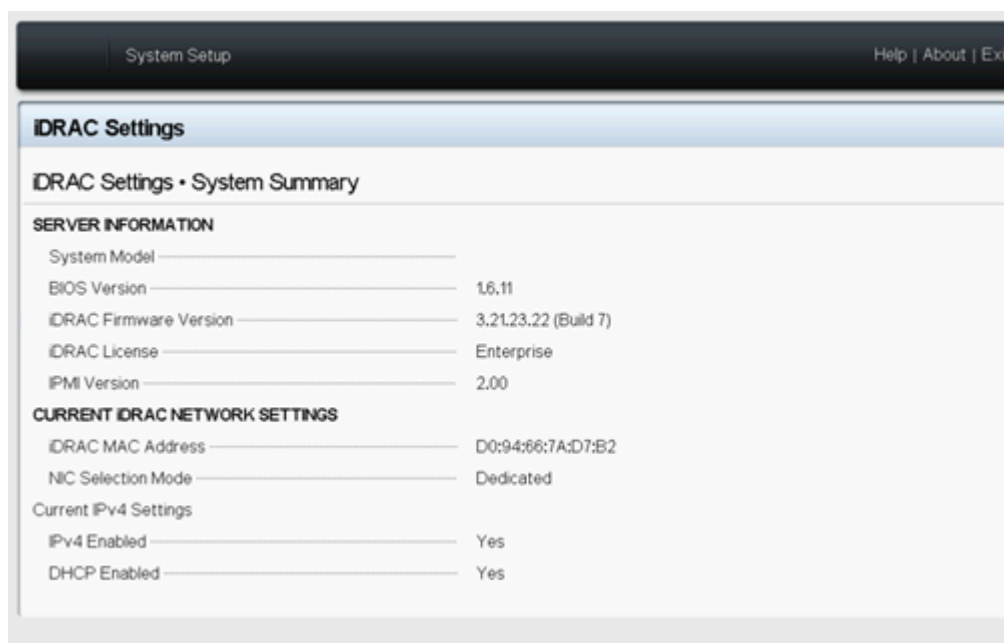 System Setup
Help | About |
iDRAC Settings
iDRAC Settings • System Summary
SERVER INFORMATION
System Model
BIOS Version 1.6.11
iDRAC Firmware Version 3.21.23.22 (Build 7)
iDRAC License Enterprise
IPMI Version 2.00
CURRENT iDRAC NETWORK SETTINGS
iDRAC MAC Address D0:94:66:7A:D7:B2
NIC Selection Mode Dedicated
Current IPv4 Settings
IPv4 Enabled Yes
DHCP Enabled Yes